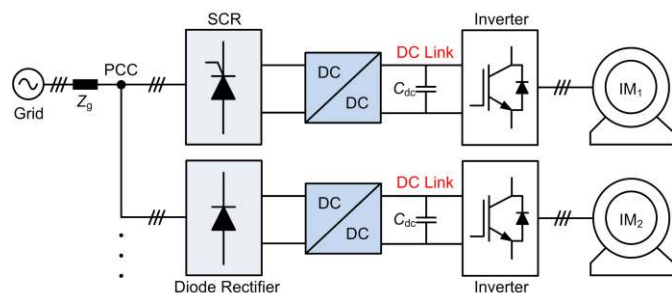 SCR
Inverter
PCC
DC Link
DC
DC
Cdc
IM1
Grid
Zg
DC Link
DC
DC
Cdc
IM2
Diode Rectifier
Inverter